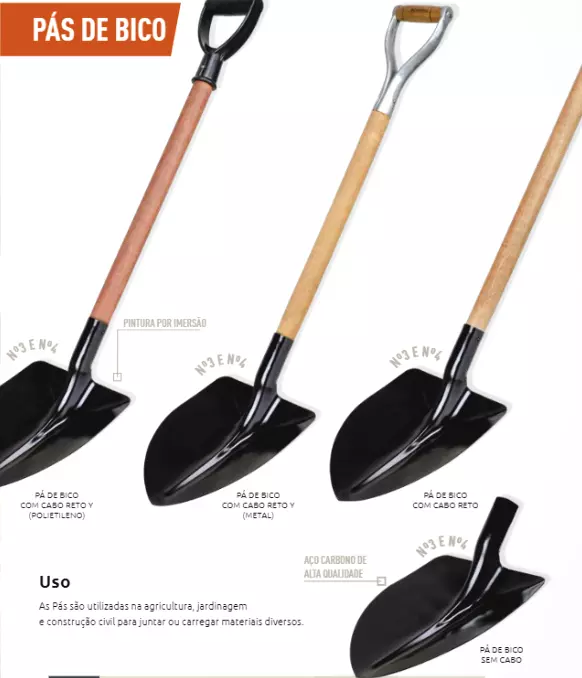 PÁS DE BICO
PINTURA POR IMERSÃO
Nº3 E Nº4
Nº3 E Nº4
Nº3 E Nº4
PÁ DE BICO
COM CABO RETO Y
(POLIETILENO)
PÁ DE BICO
COM CABO RETO Y
(METAL)
PÁ DE BICO
COM CABO RETO
Nº3 E Nº4
AÇO CARBONO DE
ALTA QUALIDADE
Uso
As Pás são utilizadas na agricultura, jardinagem
e construção civil para juntar ou carregar materiais diversos.
PÁ DE BICO
SEM CABO